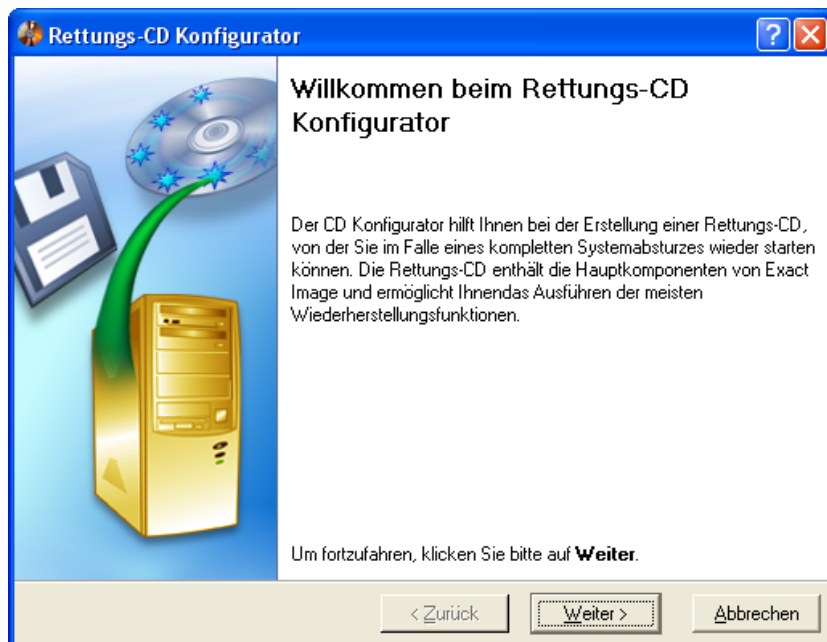 Rettungs-CD Konfigurator
?
Willkommen beim Rettungs-CD
Konfigurator
Der CD Konfigurator hilft Ihnen bei der Erstellung einer Rettungs-CD,
von der Sie im Falle eines kompletten Systemabsturzes wieder starten
können. Die Rettungs-CD enthält die Hauptkomponenten von Exact
Image und ermöglicht Ihnendas Ausführen der meisten
Wiederherstellungsfunktionen.
Um fortzufahren, klicken Sie bitte auf Weiter.
< Zurück
Weiter >
Abbrechen